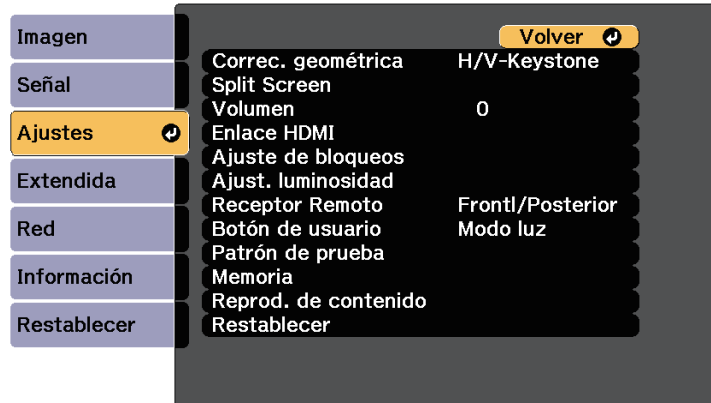 Imagen
Señal
Ajustes
Extendida
Red
Información
Restablecer
Volver
Correc. geométrica H/V-Keystone
Split Screen
Volumen 0
Enlace HDMI
Ajuste de bloqueos
Ajust. luminosidad
Receptor Remoto Frontl/Posterior
Botón de usuario Modo luz
Patrón de prueba
Memoria
Reprod. de contenido
Restablecer